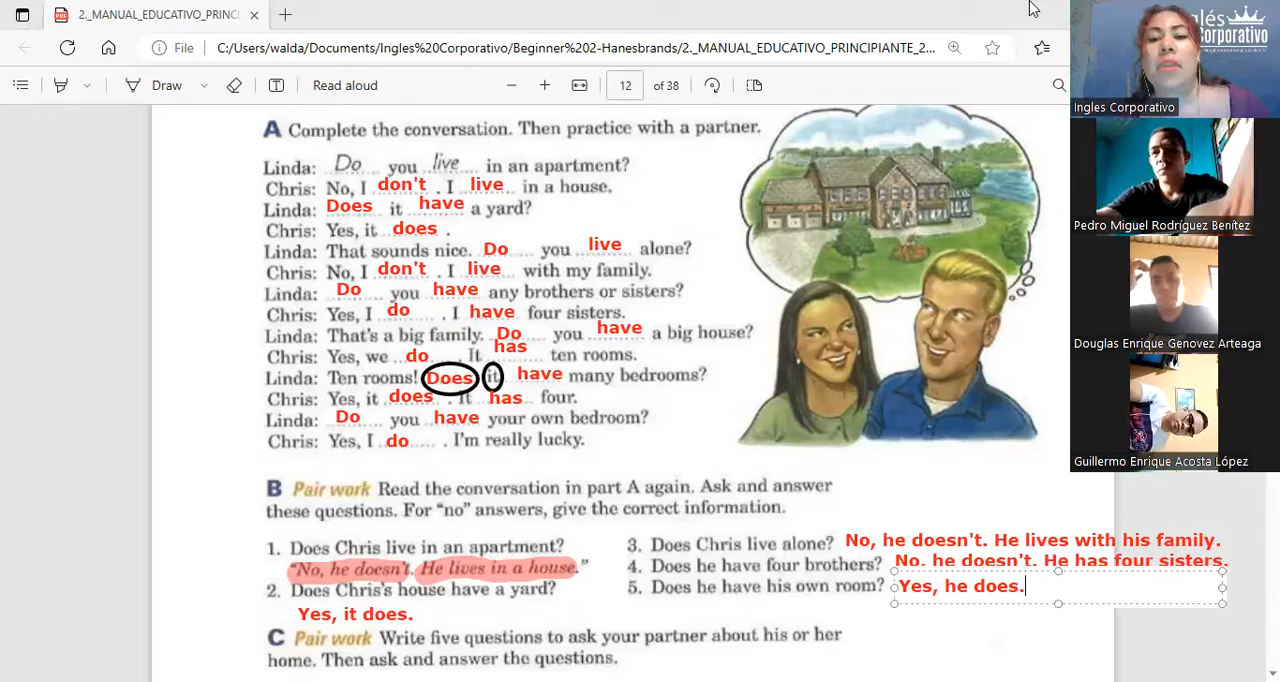 2._MANUAL_EDUCATIVO_PRINCI
File C:/Users/walda/Documents/Ingles%20Corporativo/Beginner%202-Hanesbrands/2._MANUAL_EDUCATIVO_PRINCIPIANTE_2...
Draw Read aloud 12 of 38
A Complete the conversation. Then practice with a partner.
Linda: Do you live in an apartment?
Chris: No, I don't . I live in a house.
Linda: Does it have a yard?
Chris: Yes, it does .
Linda: That sounds nice. Do you live alone?
Chris: No, I don't . I live with my family.
Linda: Do you have any brothers or sisters?
Chris: Yes, I do . I have four sisters.
Linda: That's a big family. Do you have a big house?
Chris: Yes, we do . It has ten rooms.
Linda: Ten rooms! Does it have many bedrooms?
Chris: Yes, it does . It has four.
Linda: Do you have your own bedroom?
Chris: Yes, I do . I'm really lucky.
B Pair work Read the conversation in part A again. Ask and answer
these questions. For "no" answers, give the correct information.
1. Does Chris live in an apartment?
"No, he doesn't. He lives in a house."
2. Does Chris's house have a yard?
Yes, it does.
3. Does Chris live alone? No, he doesn't. He lives with his family.
4. Does he have four brothers? No, he doesn't. He has four sisters.
5. Does he have his own room? Yes, he does.
C Pair work Write five questions to ask your partner about his or her
home. Then ask and answer the questions.
Inglés
Corporativo
Ingles Corporativo
Pedro Miguel Rodríguez Benítez
Douglas Enrique Genovez Arteaga
Guillermo Enrique Acosta López